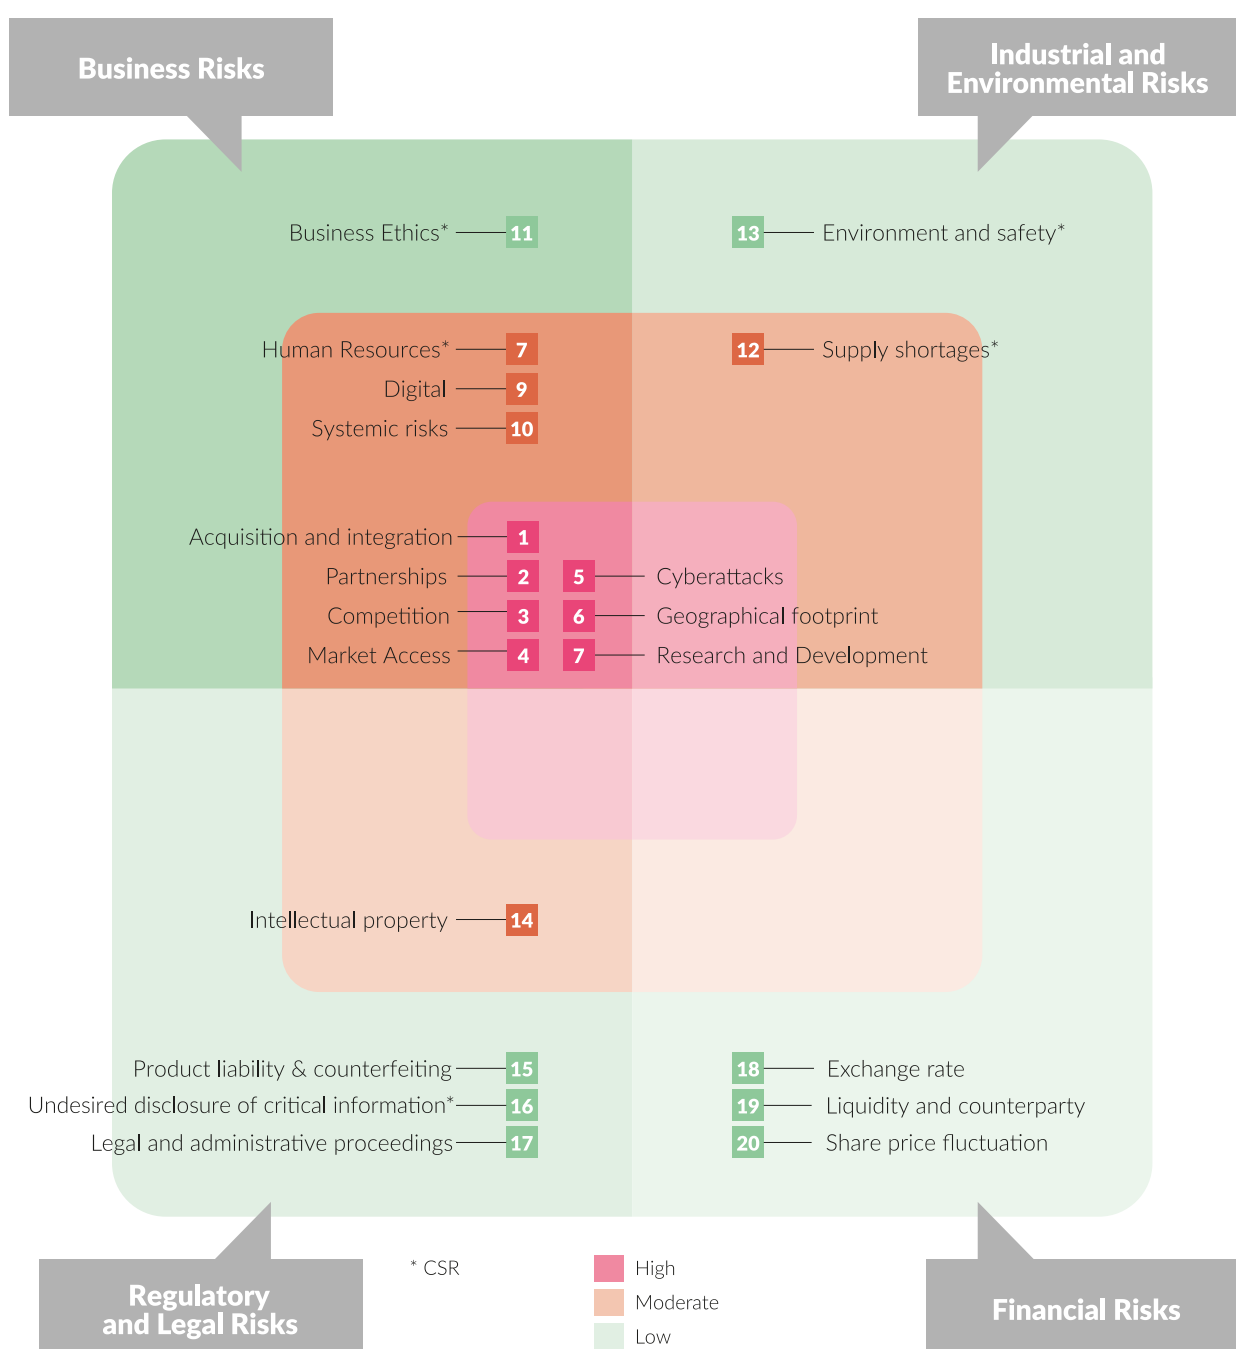 Business Risks
Industrial and
Environmental Risks
Business Ethics* 11
13 Environment and safety*
Human Resources* 7
12 Supply shortages*
Digital 9
Systemic risks 10
Acquisition and integration 1
Partnerships 2
5 Cyberattacks
Competition 3
6 Geographical footprint
Market Access 4
7 Research and Development
Intellectual property 14
Product liability & counterfeiting 15
18 Exchange rate
Undesired disclosure of critical information* 16
19 Liquidity and counterparty
Legal and administrative proceedings 17
20 Share price fluctuation
* CSR
High
Moderate
Low
Regulatory
and Legal Risks
Financial Risks